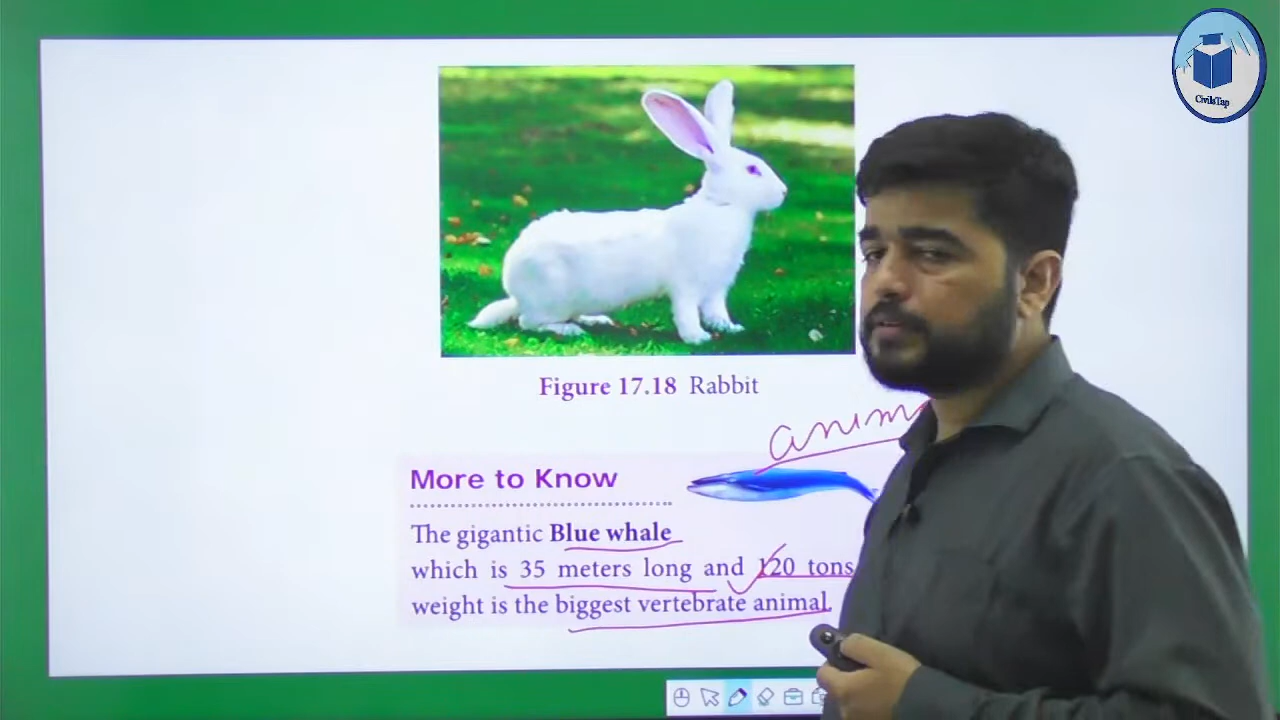 CivilsTap
Figure 17.18 Rabbit
More to Know
The gigantic Blue whale
which is 35 meters long and 120 tons
weight is the biggest vertebrate animal.